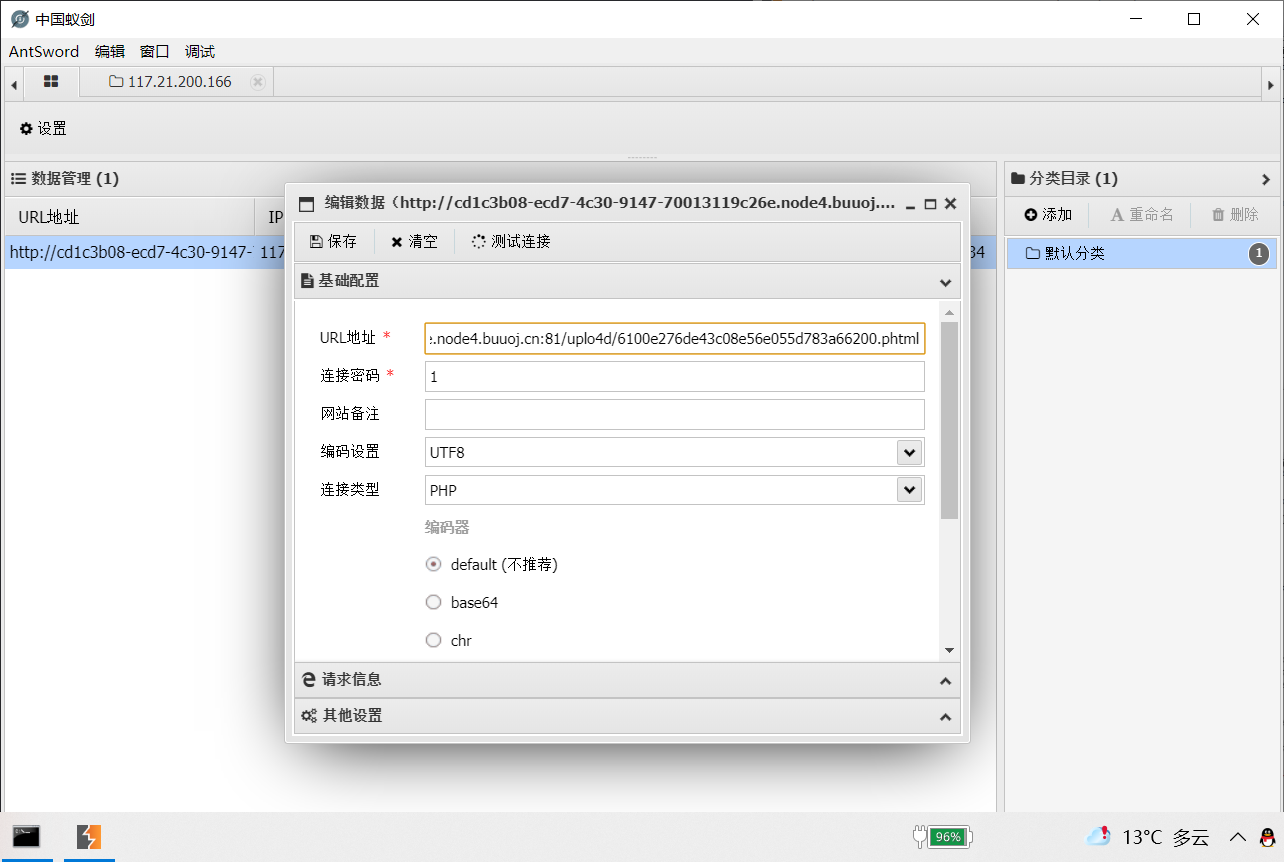 中国蚁剑
AntSword 编辑 窗口 调试
117.21.200.166
设置
数据管理 (1)
分类目录 (1)
URL地址 IP
添加 重命名 删除
http://cd1c3b08-ecd7-4c30-9147- 117
34
默认分类 1
编辑数据（http://cd1c3b08-ecd7-4c30-9147-70013119c26e.node4.buuoj....
保存 清空 测试连接
基础配置
URL地址 * .node4.buuoj.cn:81/uplo4d/6100e276de43c08e56e055d783a66200.phtml
连接密码 * 1
网站备注
编码设置 UTF8
连接类型 PHP
编码器
default (不推荐)
base64
chr
请求信息
其他设置
96%
13°C 多云